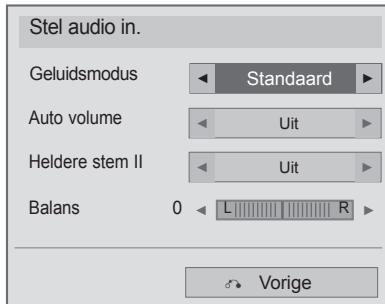 Stel audio in.
Geluidsmodus ◄ Standaard ►
Auto volume ◄ Uit ►
Heldere stem II ◄ Uit ►
Balans 0 ◄ L R ►
Vorige